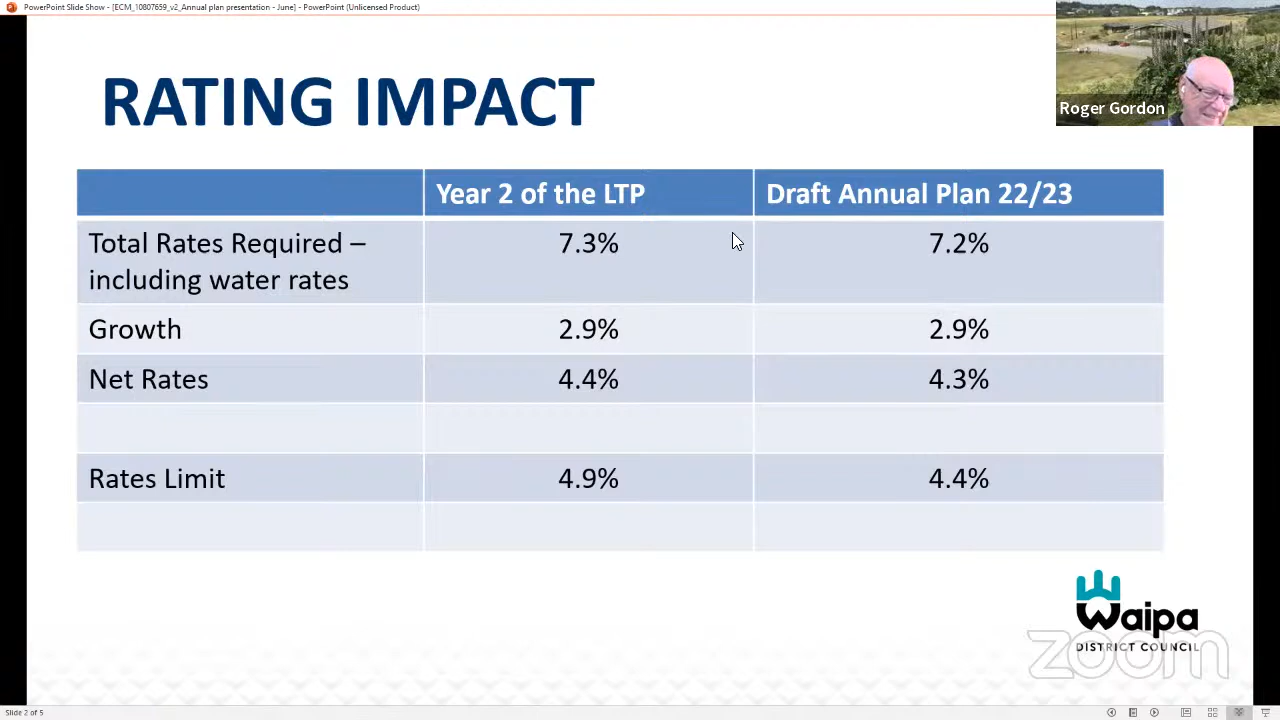 PowerPoint Slide Show - [ECM_10807659_v2_Annual plan presentation - June] - PowerPoint (Unlicensed Product)
RATING IMPACT
Roger Gordon
Year 2 of the LTP Draft Annual Plan 22/23
Total Rates Required –
including water rates 7.3% 7.2%
Growth 2.9% 2.9%
Net Rates 4.4% 4.3%
Rates Limit 4.9% 4.4%
Waipa
DISTRICT COUNCIL
zoom
Slide 2 of 5